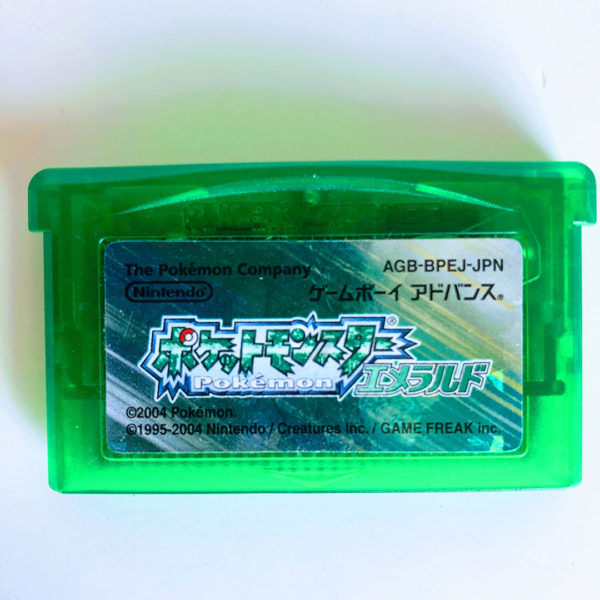 The Pokémon Company AGB-BPEJ-JPN
Nintendo ゲームボーイ アドバンス®
ポケットモンスター®
Pokémon エメラルド
©2004 Pokémon.
©1995-2004 Nintendo / Creatures inc. / GAME FREAK inc.